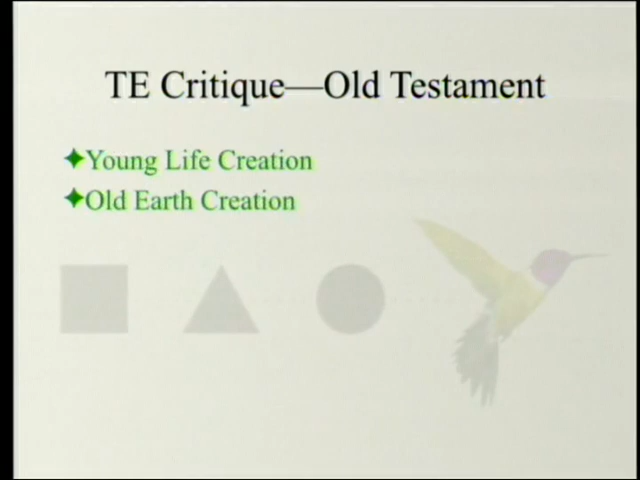 TE Critique—Old Testament
Young Life Creation
Old Earth Creation